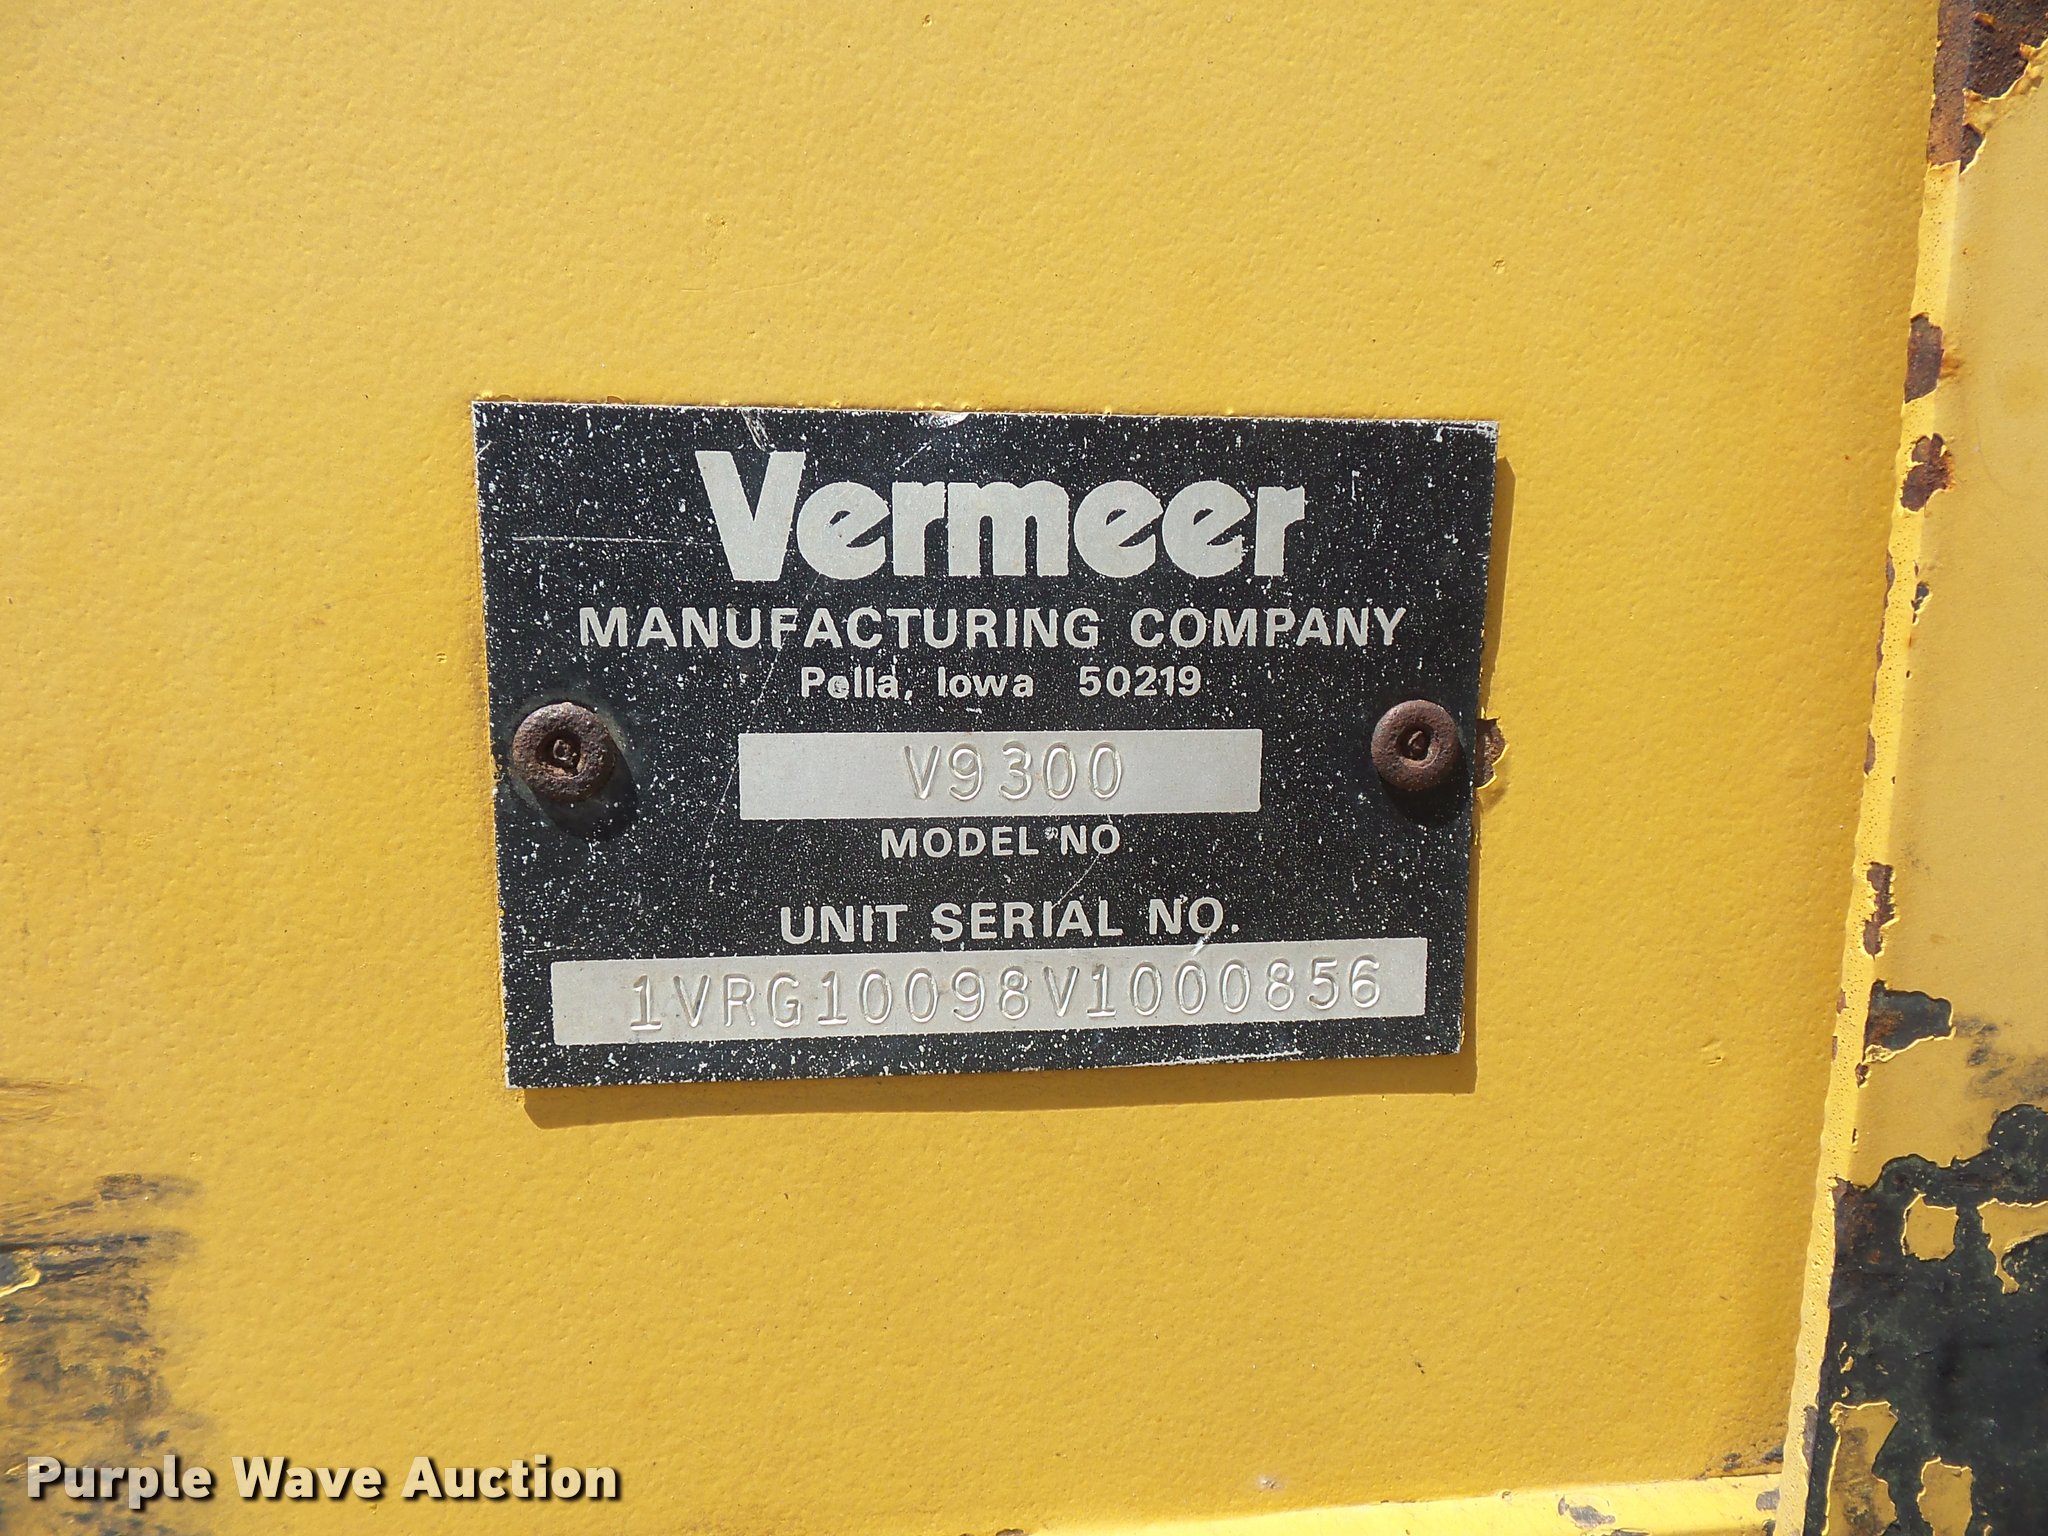 Vermeer
MANUFACTURING COMPANY
Pella, Iowa 50219
V9300
MODEL NO
UNIT SERIAL NO.
1VRG10098V1000856
Purple Wave Auction